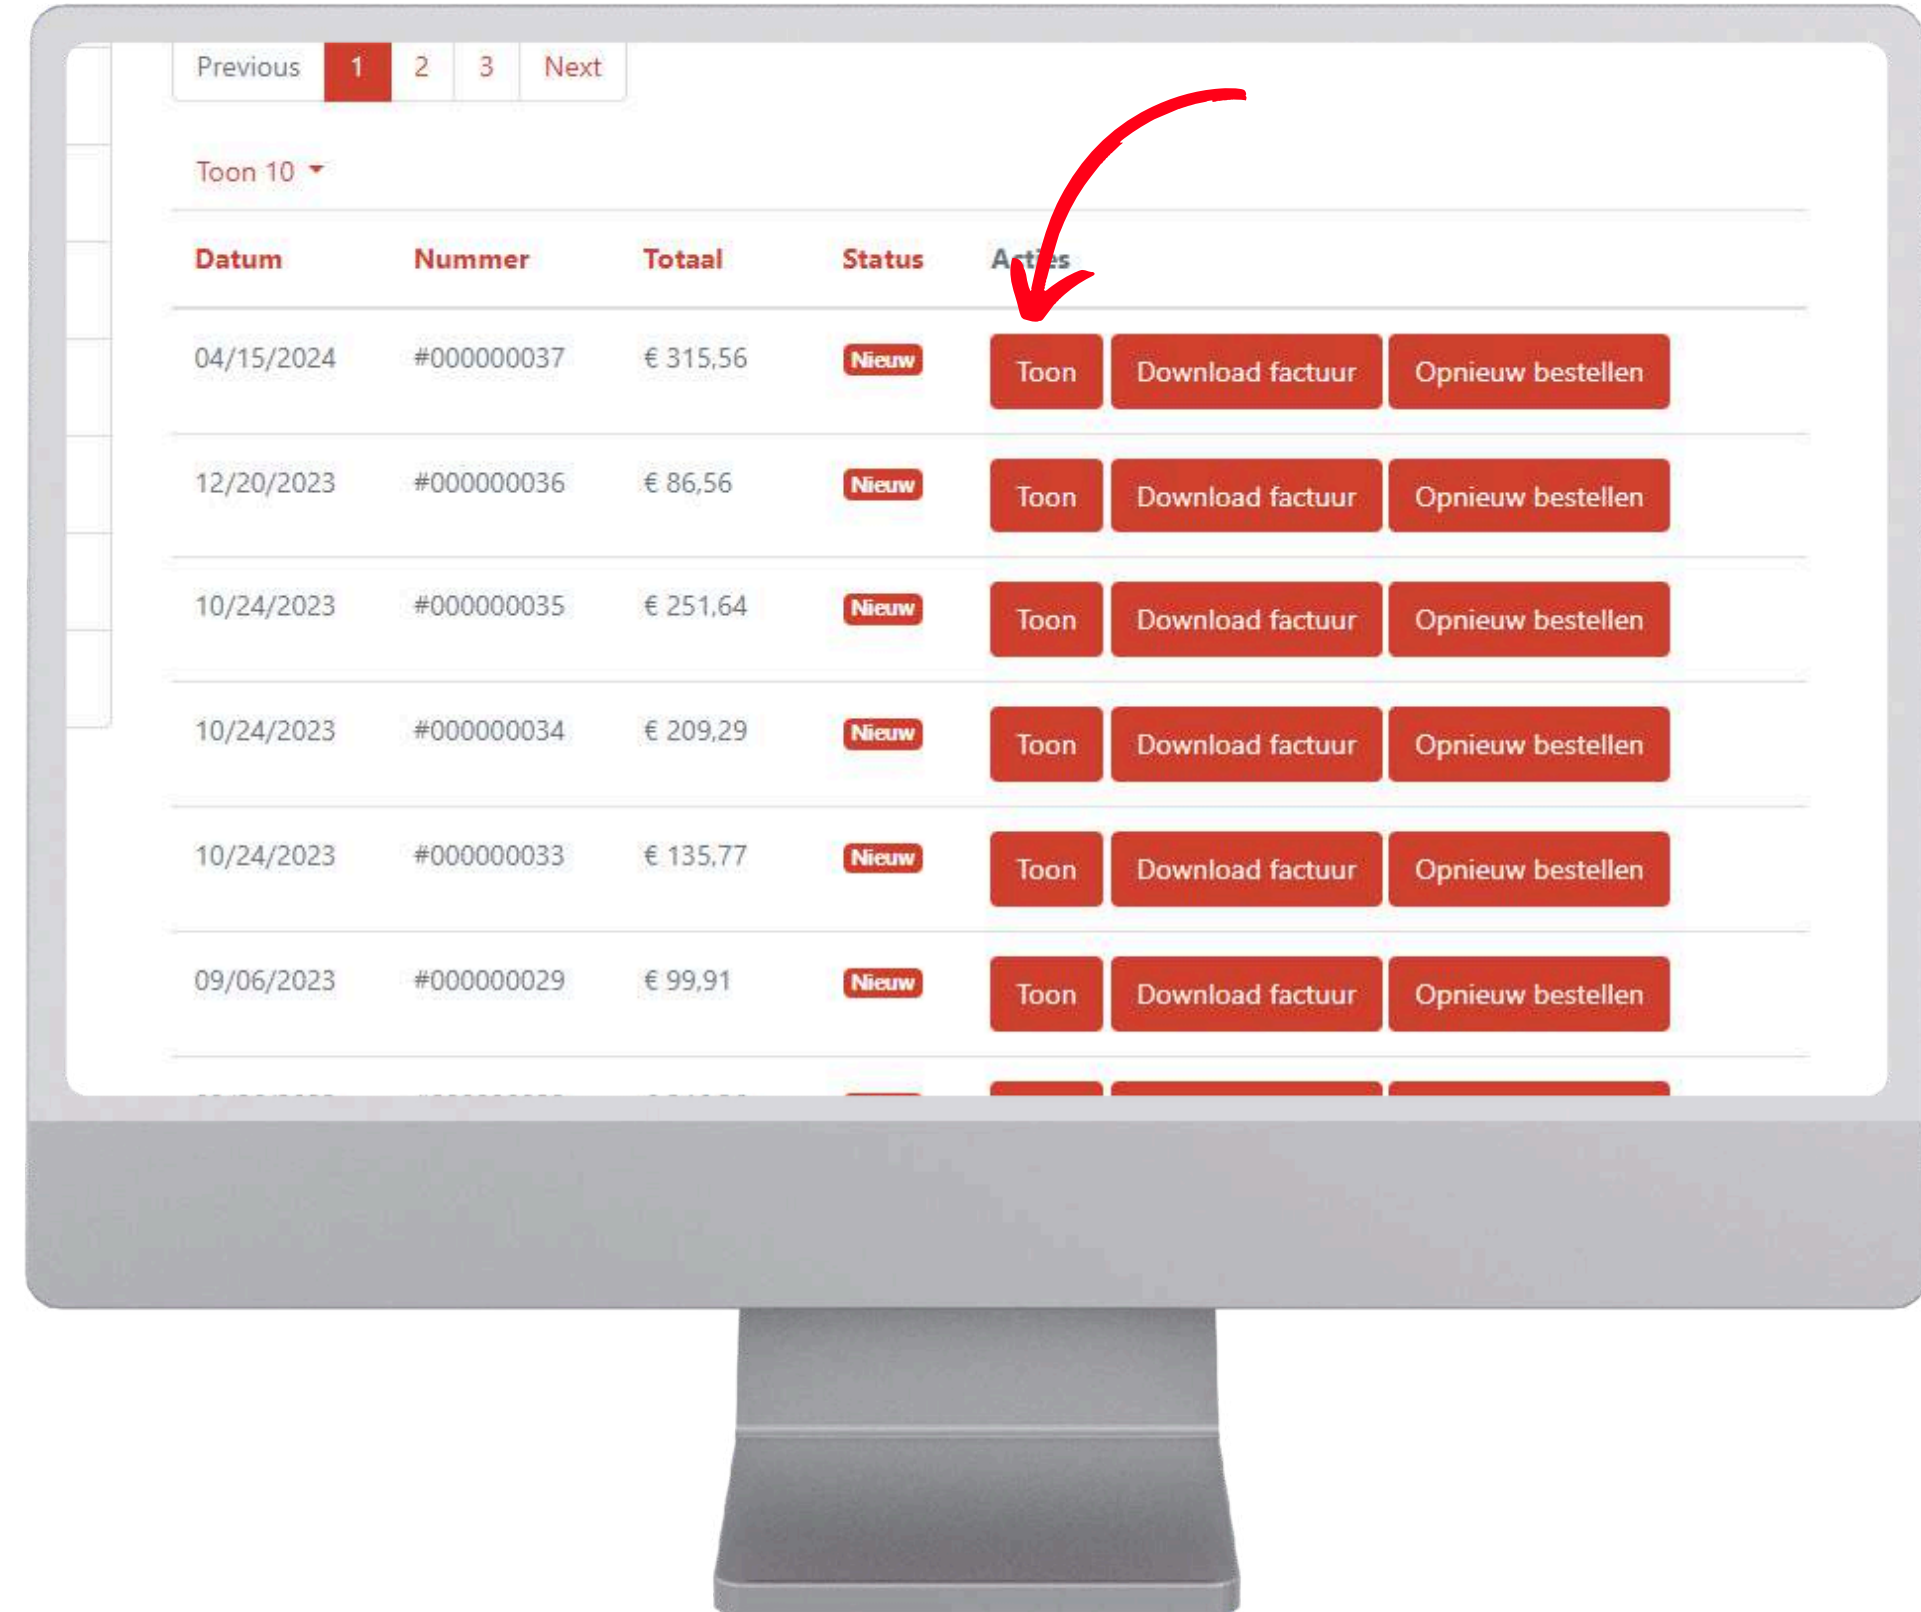 Previous 1 2 3 Next
Toon 10
Datum Nummer Totaal Status Acties
04/15/2024 #000000037 € 315,56 Nieuw Toon Download factuur Opnieuw bestellen
12/20/2023 #000000036 € 86,56 Nieuw Toon Download factuur Opnieuw bestellen
10/24/2023 #000000035 € 251,64 Nieuw Toon Download factuur Opnieuw bestellen
10/24/2023 #000000034 € 209,29 Nieuw Toon Download factuur Opnieuw bestellen
10/24/2023 #000000033 € 135,77 Nieuw Toon Download factuur Opnieuw bestellen
09/06/2023 #000000029 € 99,91 Nieuw Toon Download factuur Opnieuw bestellen